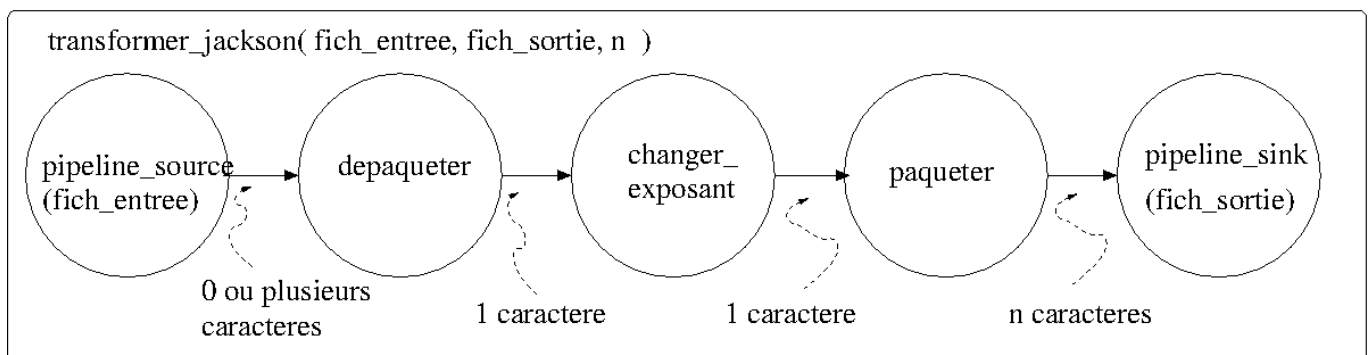 transformer_jackson( fich_entree, fich_sortie, n )
pipeline_source
(fich_entree)
depaqueter
changer_
exposant
paqueter
pipeline_sink
(fich_sortie)
0 ou plusieurs
caracteres
1 caractere
1 caractere
n caracteres